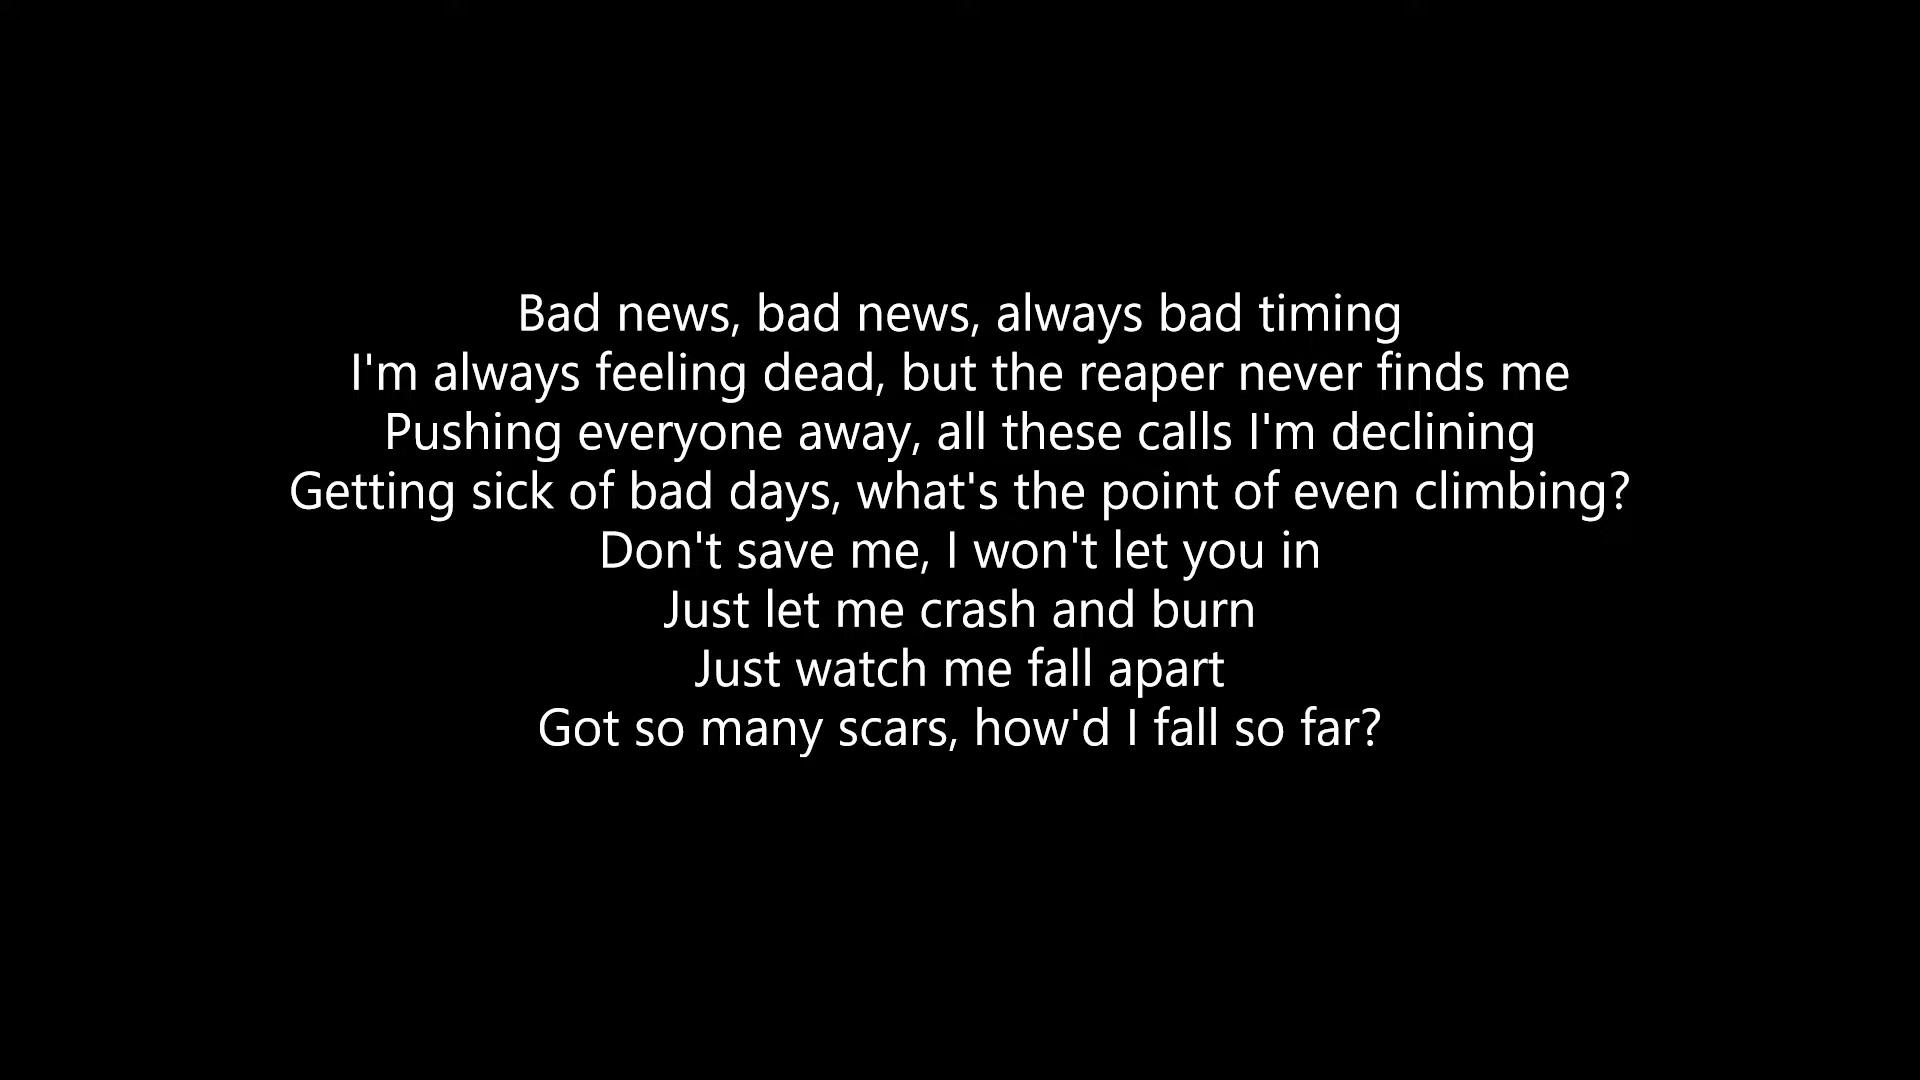 Bad news, bad news, always bad timing
I'm always feeling dead, but the reaper never finds me
Pushing everyone away, all these calls I'm declining
Getting sick of bad days, what's the point of even climbing?
Don't save me, I won't let you in
Just let me crash and burn
Just watch me fall apart
Got so many scars, how'd I fall so far?